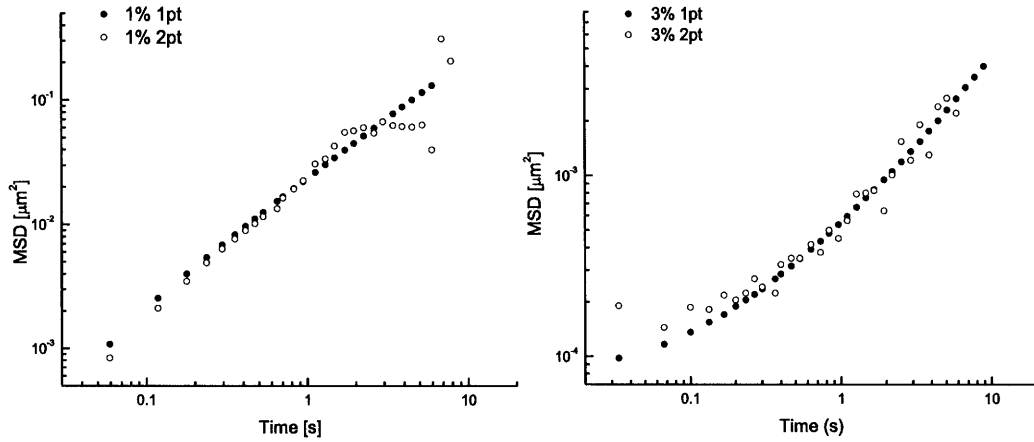 1% 1pt
1% 2pt
MSD [μm²]
10⁻¹
10⁻²
10⁻³
0.1
1
10
Time [s]
3% 1pt
3% 2pt
MSD [μm²]
10⁻³
10⁻⁴
0.1
1
10
Time (s)